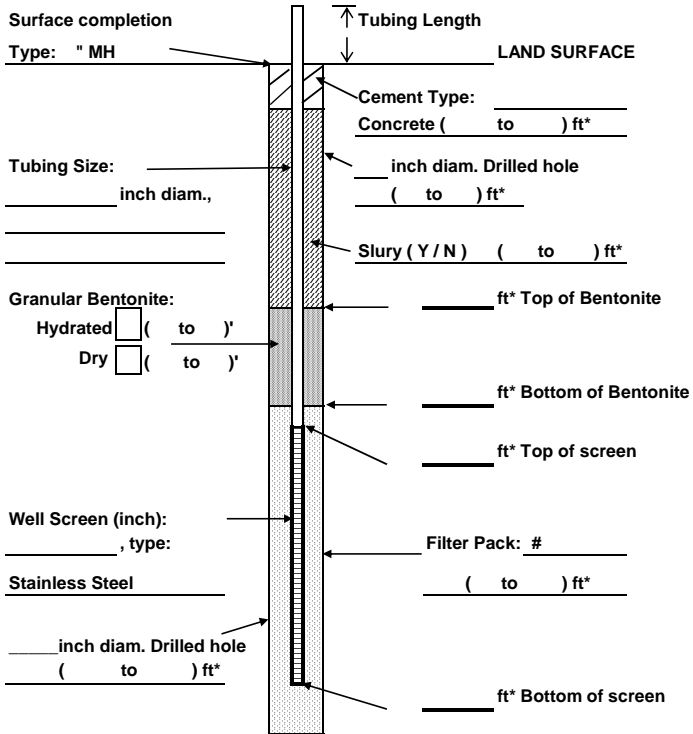 Surface completion
Type: " MH
Tubing Length
LAND SURFACE
Cement Type: 
Concrete ( to ) ft*
Tubing Size:
inch diam.,
___ inch diam. Drilled hole
( to ) ft*
Slury ( Y / N ) ( to ) ft*
Granular Bentonite:
Hydrated ( to )'
Dry ( to )'
ft* Top of Bentonite
ft* Bottom of Bentonite
ft* Top of screen
Well Screen (inch):
, type:
Stainless Steel
Filter Pack: #
( to ) ft*
_____inch diam. Drilled hole
( to ) ft*
ft* Bottom of screen